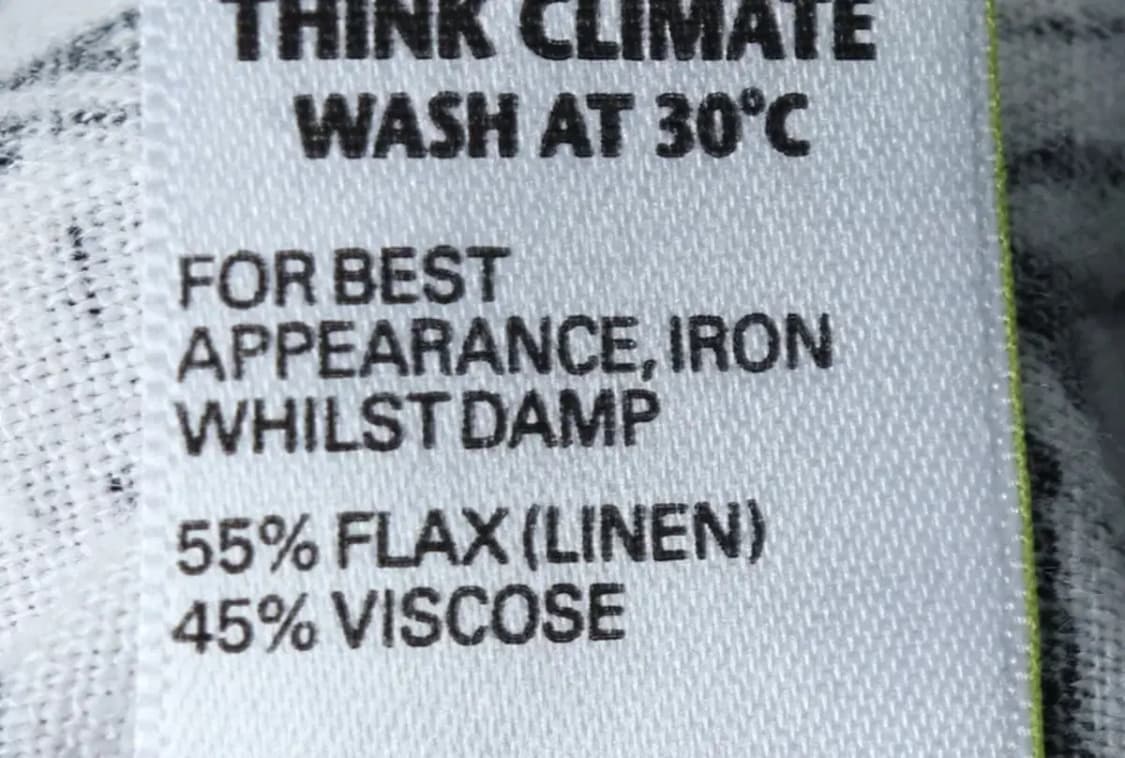 THINK CLIMATE
WASH AT 30°C
FOR BEST
APPEARANCE, IRON
WHILST DAMP
55% FLAX (LINEN)
45% VISCOSE